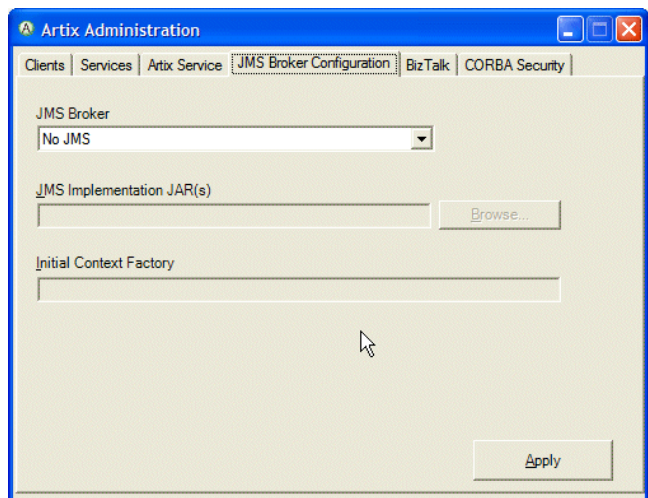 Artix Administration
Clients Services Artix Service JMS Broker Configuration BizTalk CORBA Security
JMS Broker
No JMS
JMS Implementation JAR(s)
Browse...
Initial Context Factory
Apply